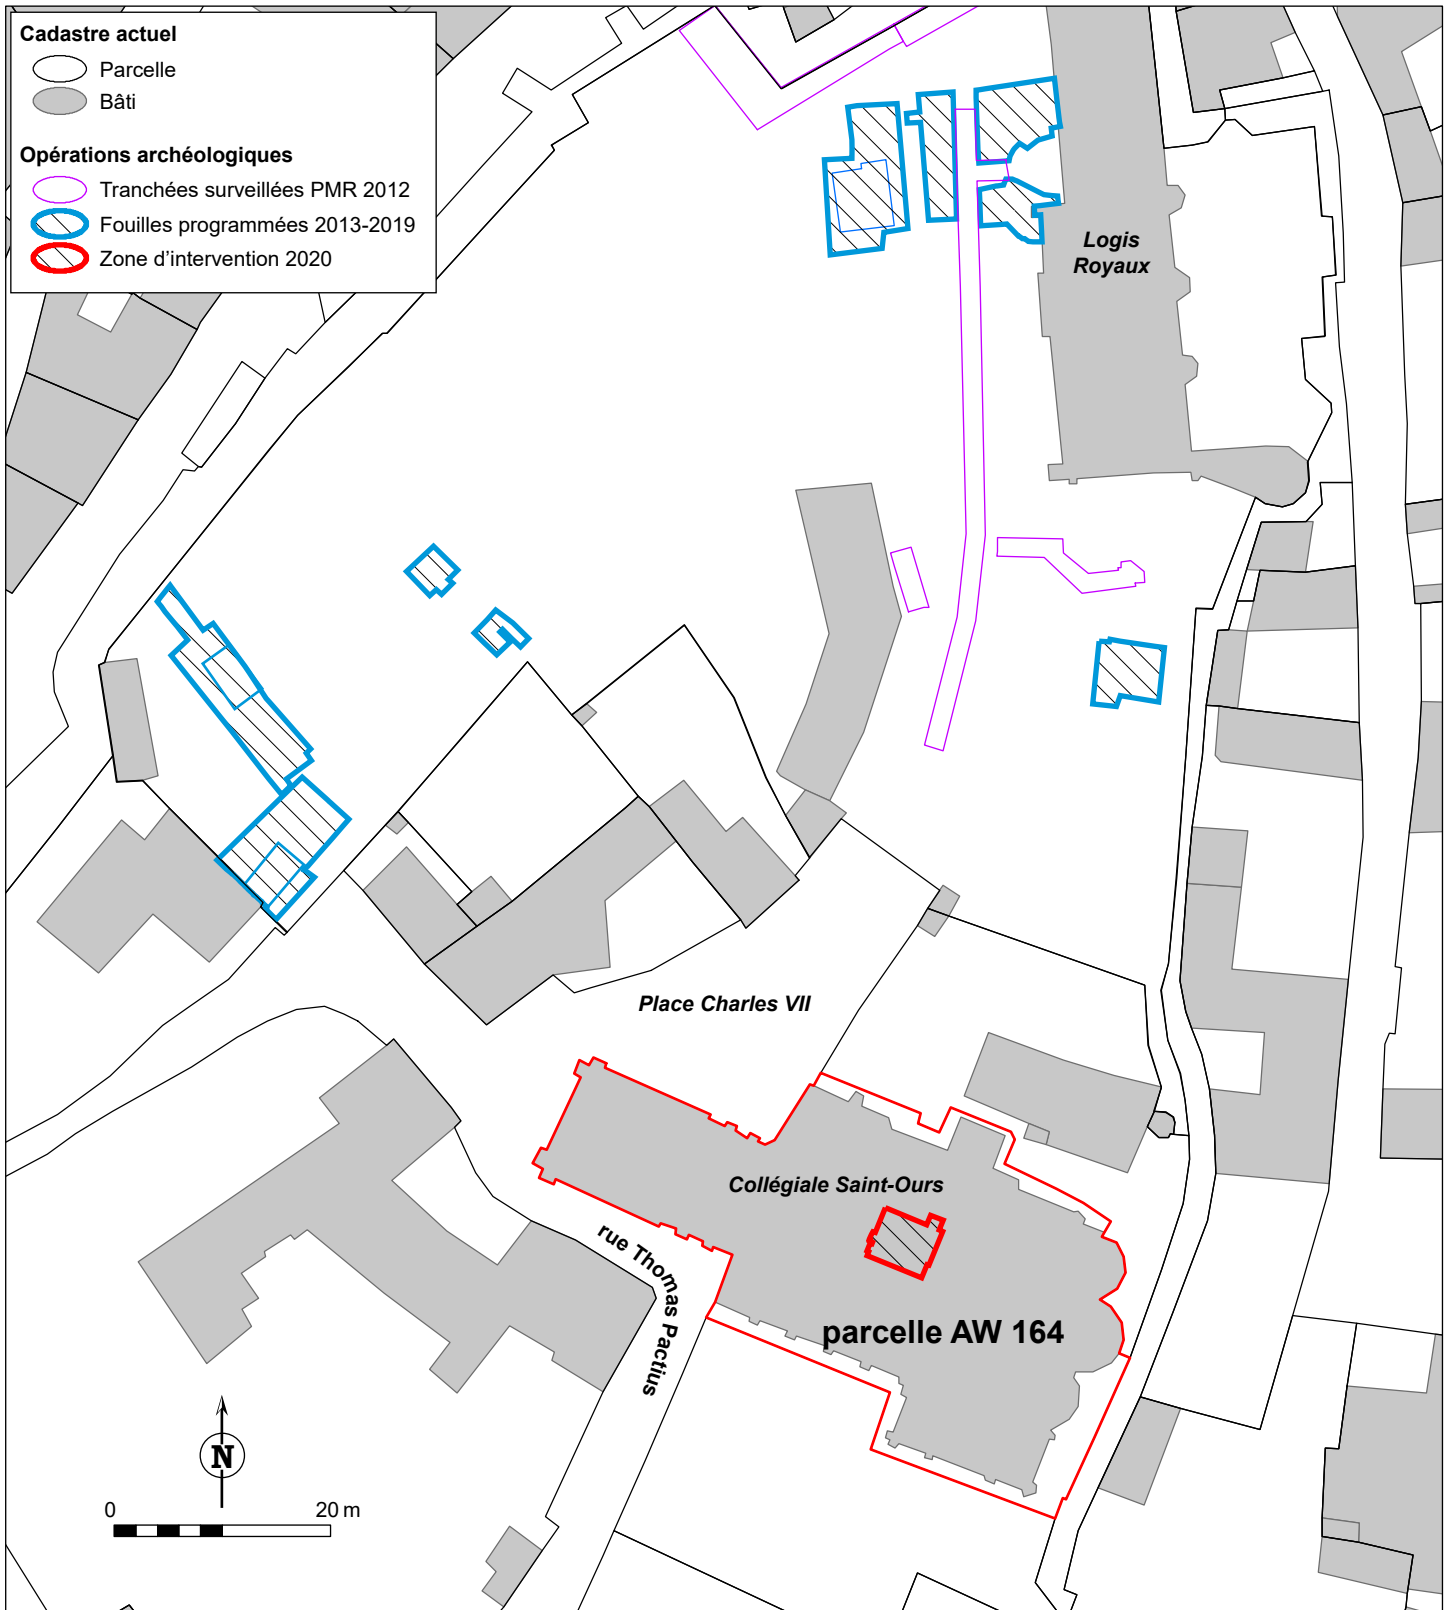 Cadastre actuel
Parcelle
Bâti
Opérations archéologiques
Tranchées surveillées PMR 2012
Fouilles programmées 2013-2019
Zone d'intervention 2020
Logis
Royaux
Place Charles VII
Collégiale Saint-Ours
rue Thomas Pactius
parcelle AW 164
N
0 20 m